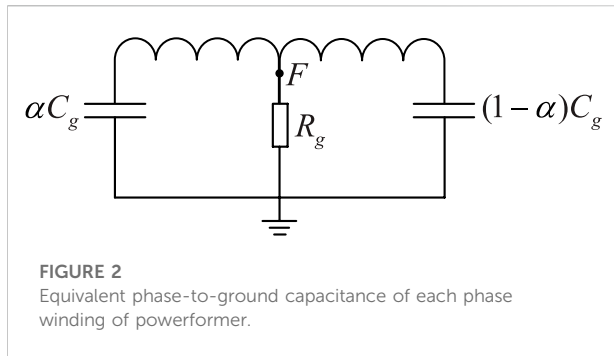 F
αC_g
R_g
(1−α)C_g
FIGURE 2
Equivalent phase-to-ground capacitance of each phase
winding of powerformer.